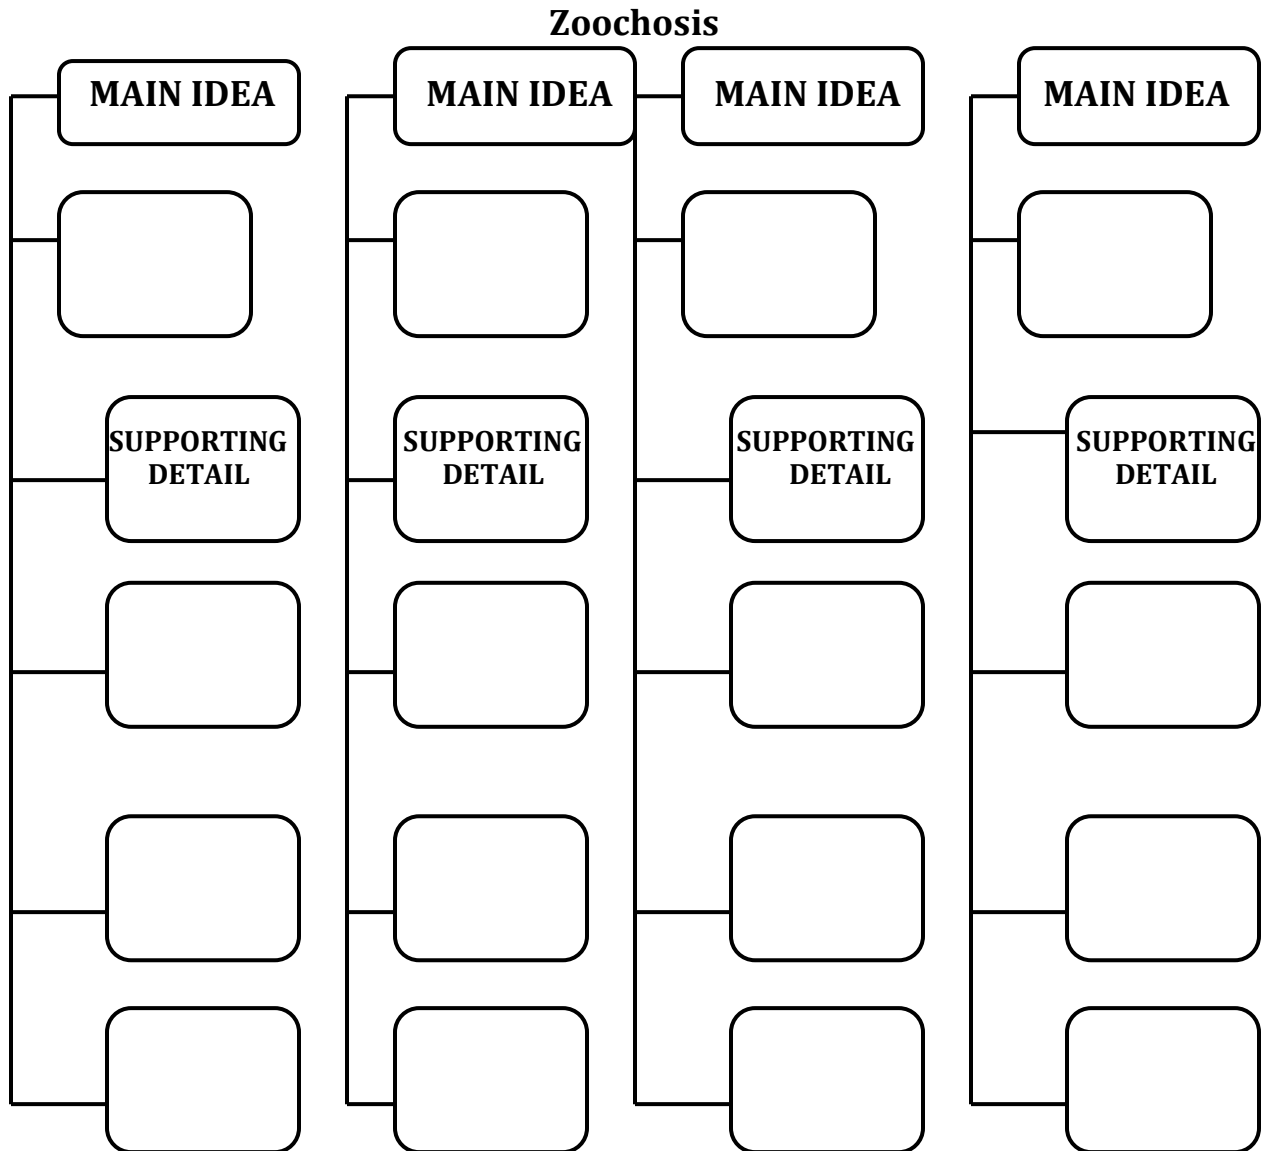 Zoochosis
MAIN IDEA
MAIN IDEA
MAIN IDEA
MAIN IDEA
SUPPORTING
DETAIL
SUPPORTING
DETAIL
SUPPORTING
DETAIL
SUPPORTING
DETAIL